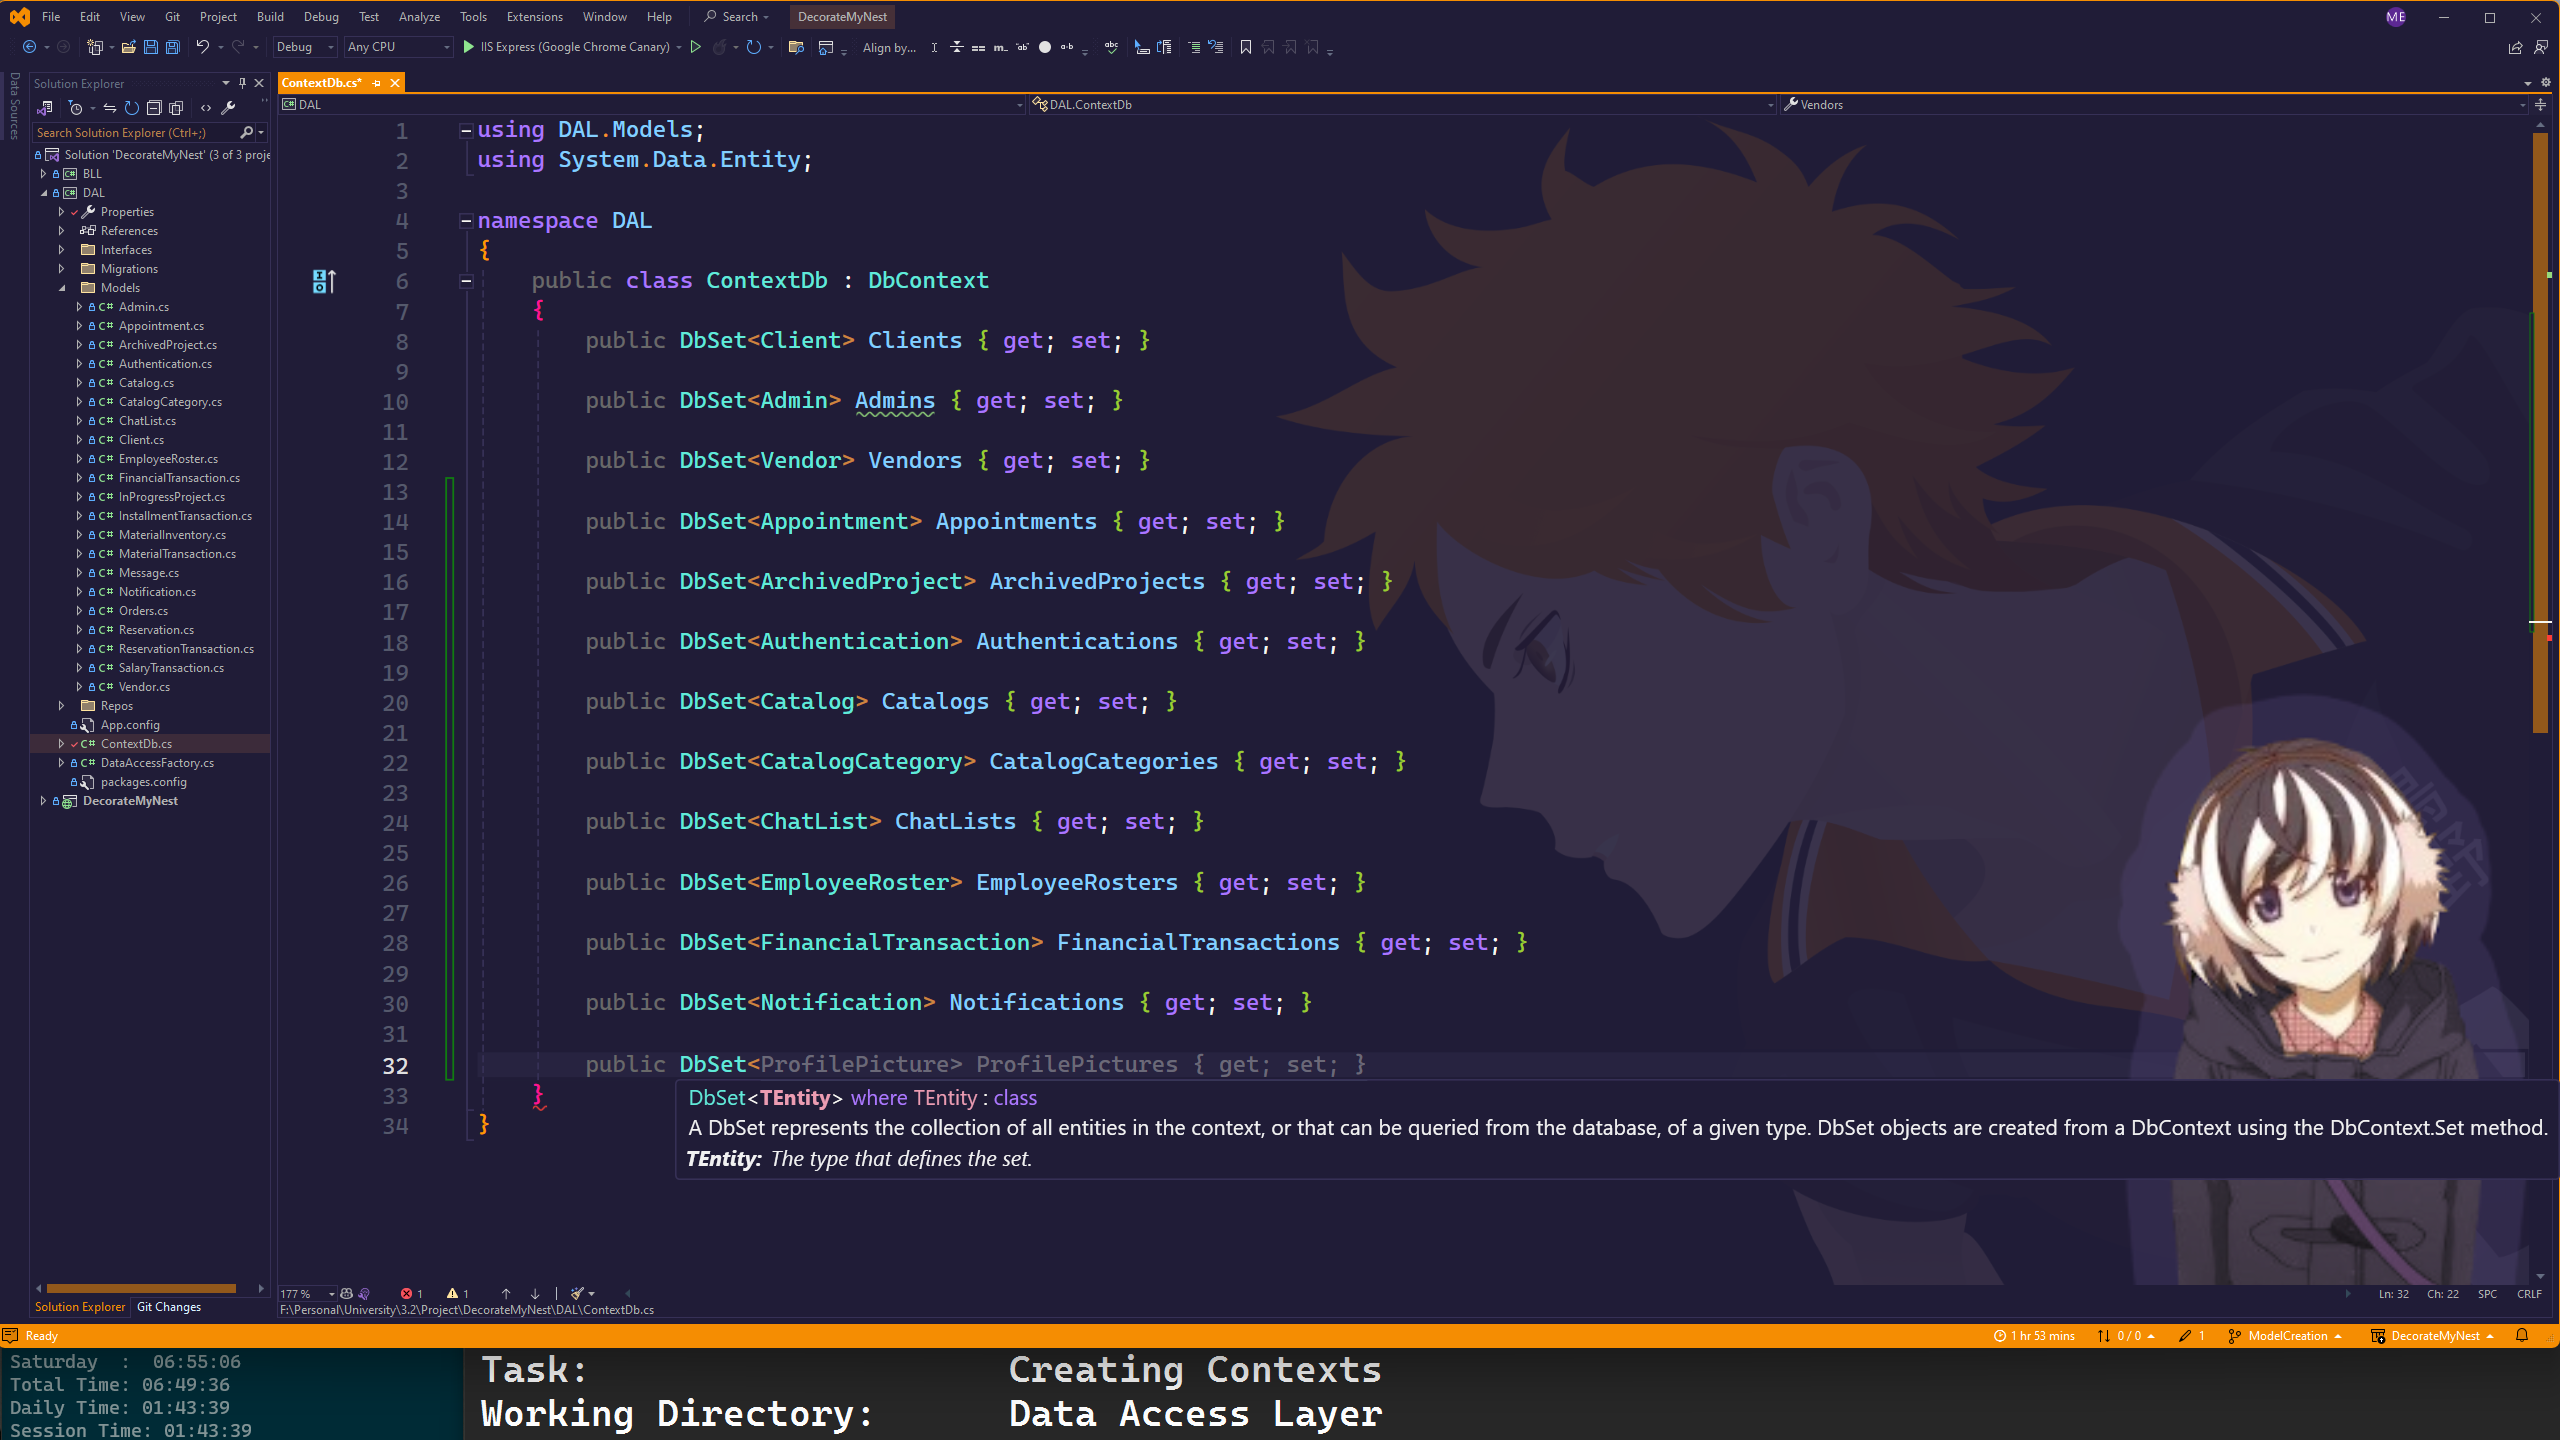 File Edit View Git Project Build Debug Test Analyze Tools Extensions Window Help Search DecorateMyNest ME
Debug Any CPU IIS Express (Google Chrome Canary) Align by...
Data Sources
Solution Explorer
Search Solution Explorer (Ctrl+;)
Solution 'DecorateMyNest' (3 of 3 proje
BLL
DAL
Properties
References
Interfaces
Migrations
Models
C# Admin.cs
C# Appointment.cs
C# ArchivedProject.cs
C# Authentication.cs
C# Catalog.cs
C# CatalogCategory.cs
C# ChatList.cs
C# Client.cs
C# EmployeeRoster.cs
C# FinancialTransaction.cs
C# InProgressProject.cs
C# InstallmentTransaction.cs
C# MaterialInventory.cs
C# MaterialTransaction.cs
C# Message.cs
C# Notification.cs
C# Orders.cs
C# Reservation.cs
C# ReservationTransaction.cs
C# SalaryTransaction.cs
C# Vendor.cs
Repos
App.config
C# ContextDb.cs
C# DataAccessFactory.cs
packages.config
DecorateMyNest
Solution Explorer Git Changes
ContextDb.cs*
DAL DAL.ContextDb Vendors
1 using DAL.Models;
2 using System.Data.Entity;
3
4 namespace DAL
5 {
6 public class ContextDb : DbContext
7 {
8 public DbSet<Client> Clients { get; set; }
9
10 public DbSet<Admin> Admins { get; set; }
11
12 public DbSet<Vendor> Vendors { get; set; }
13
14 public DbSet<Appointment> Appointments { get; set; }
15
16 public DbSet<ArchivedProject> ArchivedProjects { get; set; }
17
18 public DbSet<Authentication> Authentications { get; set; }
19
20 public DbSet<Catalog> Catalogs { get; set; }
21
22 public DbSet<CatalogCategory> CatalogCategories { get; set; }
23
24 public DbSet<ChatList> ChatLists { get; set; }
25
26 public DbSet<EmployeeRoster> EmployeeRosters { get; set; }
27
28 public DbSet<FinancialTransaction> FinancialTransactions { get; set; }
29
30 public DbSet<Notification> Notifications { get; set; }
31
32 public DbSet<ProfilePicture> ProfilePictures { get; set; }
33 }
34 }
DbSet<TEntity> where TEntity : class
A DbSet represents the collection of all entities in the context, or that can be queried from the database, of a given type. DbSet objects are created from a DbContext using the DbContext.Set method.
TEntity: The type that defines the set.
177 % 1 1 Ln: 32 Ch: 22 SPC CRLF
F:\Personal\University\3.2\Project\DecorateMyNest\DAL\ContextDb.cs
Ready 1 hr 53 mins 0 / 0 1 ModelCreation DecorateMyNest
Saturday : 06:55:06
Total Time: 06:49:36
Daily Time: 01:43:39
Session Time: 01:43:39
Task: Creating Contexts
Working Directory: Data Access Layer